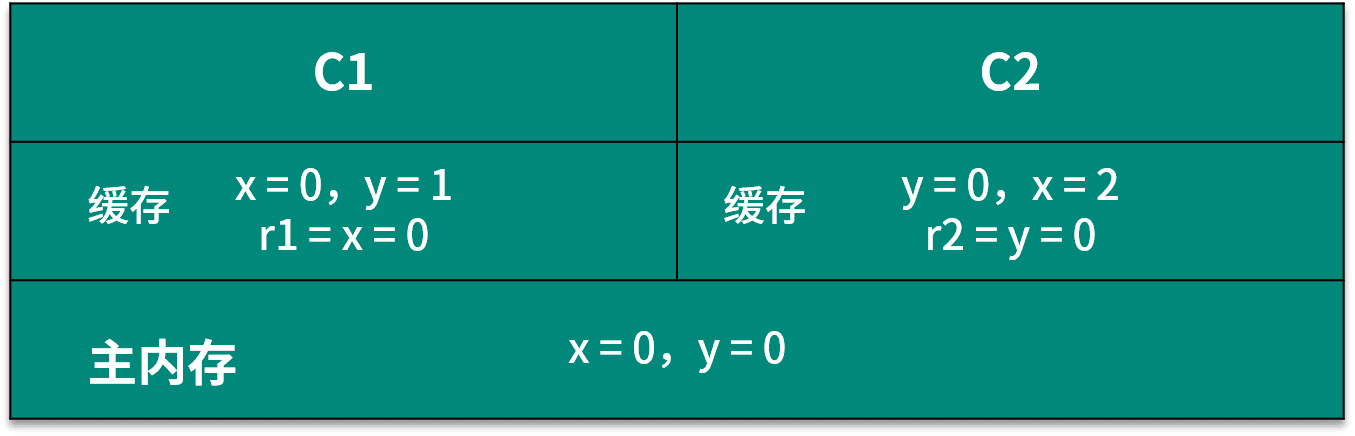 C1
C2
缓存
x = 0，y = 1
r1 = x = 0
缓存
y = 0，x = 2
r2 = y = 0
主内存
x = 0，y = 0